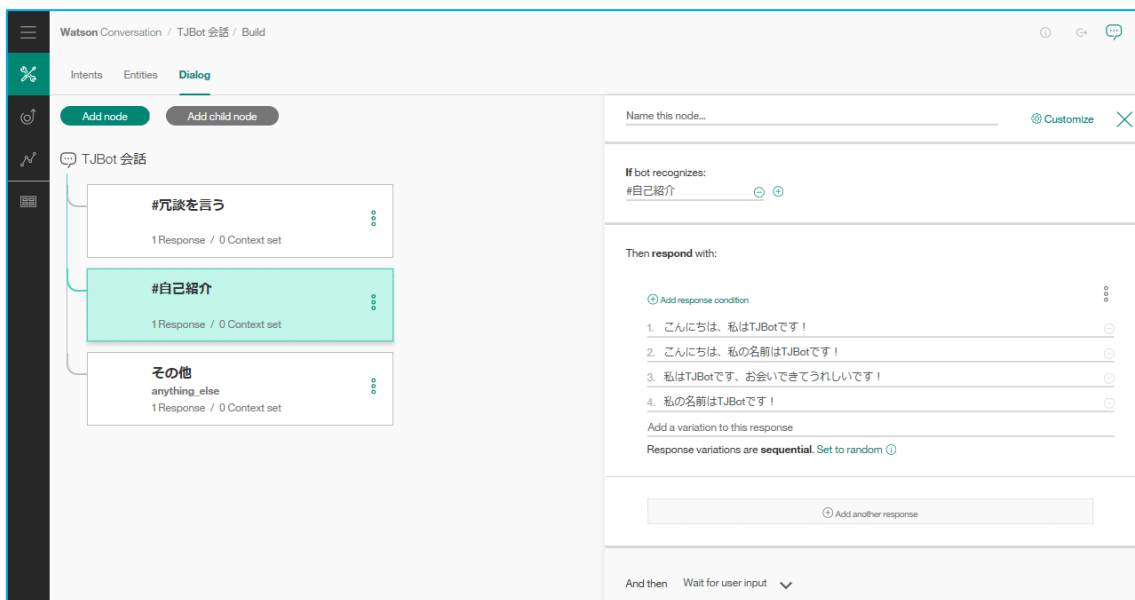 Watson Conversation / TJBot 会話 / Build
Intents Entities Dialog
Add node Add child node
TJBot 会話
#冗談を言う
1 Response / 0 Context set
#自己紹介
1 Response / 0 Context set
その他
anything_else
1 Response / 0 Context set
Name this node...
Customize
If bot recognizes:
#自己紹介
Then respond with:
Add response condition
1. こんにちは、私はTJBotです！
2. こんにちは、私の名前はTJBotです！
3. 私はTJBotです、お会いできてうれしいです！
4. 私の名前はTJBotです！
Add a variation to this response
Response variations are sequential. Set to random
Add another response
And then Wait for user input